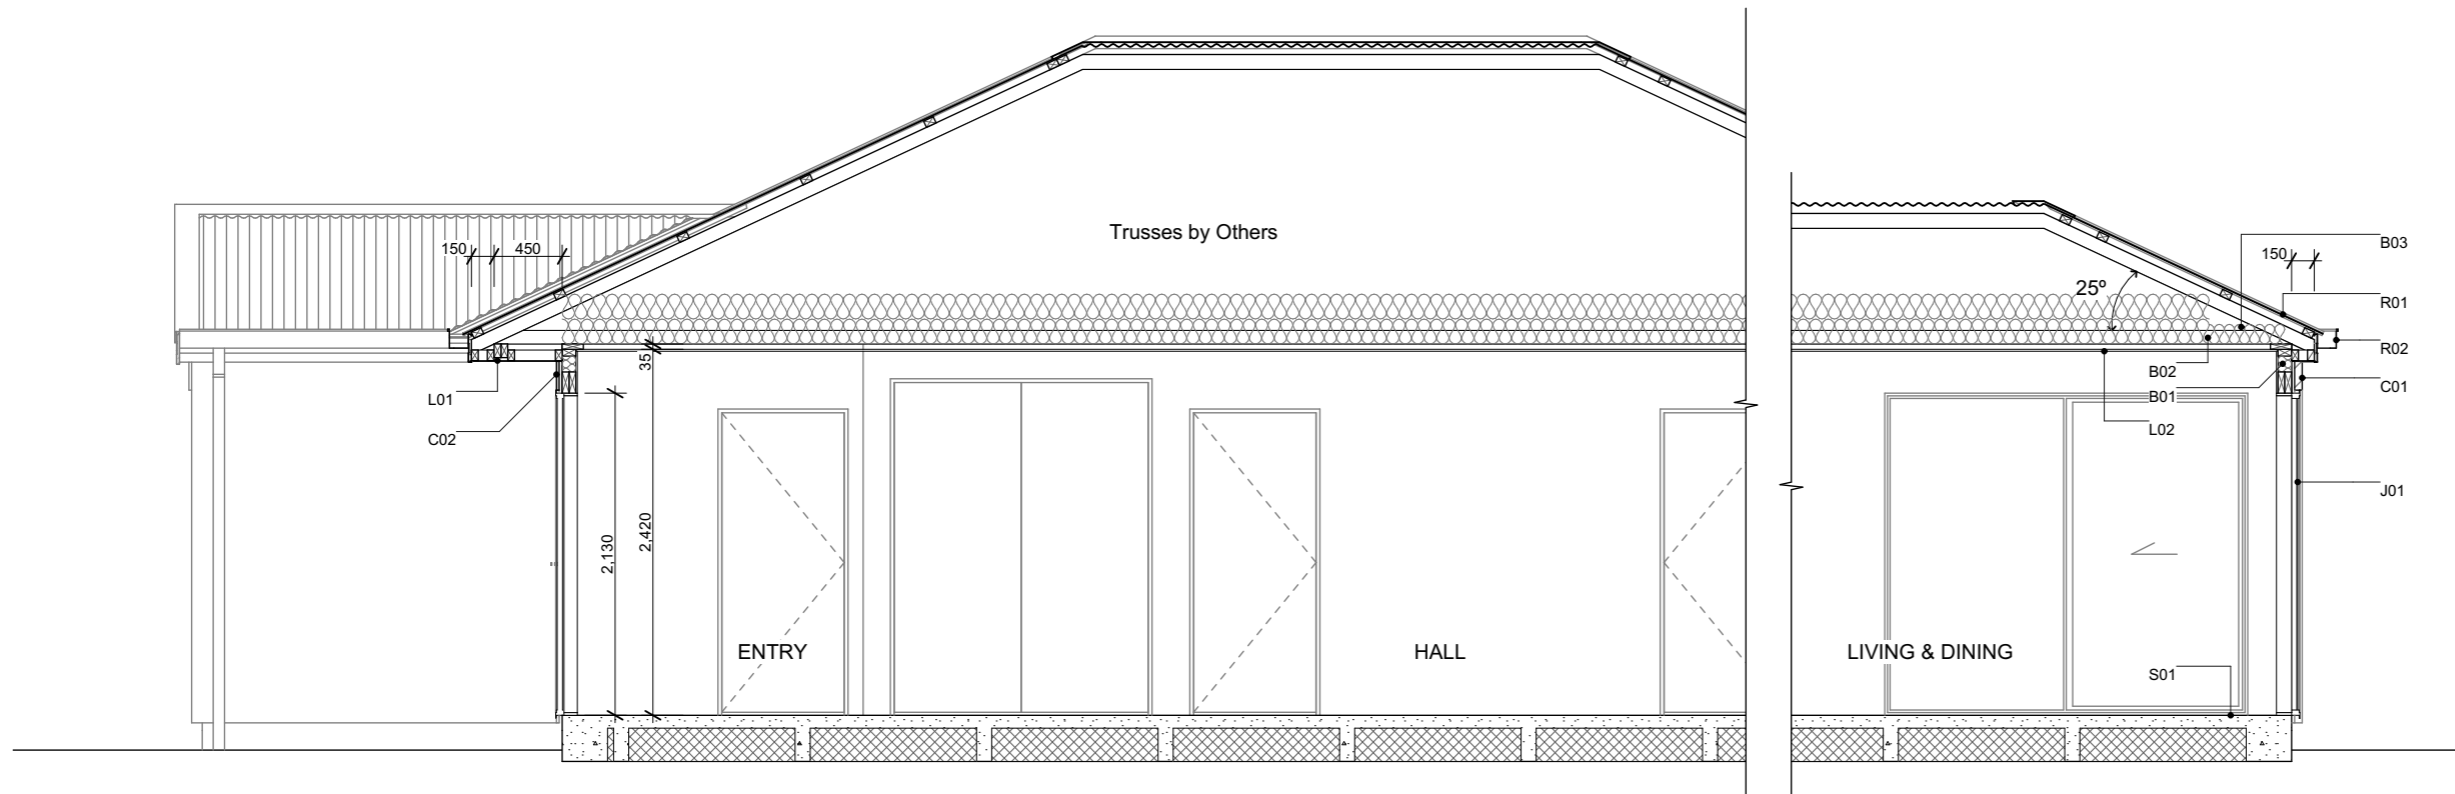 Trusses by Others
150
450
B03
150
25º
R01
R02
35
B02
L01
B01
C01
L02
C02
J01
2,130
2,420
ENTRY
HALL
LIVING & DINING
S01